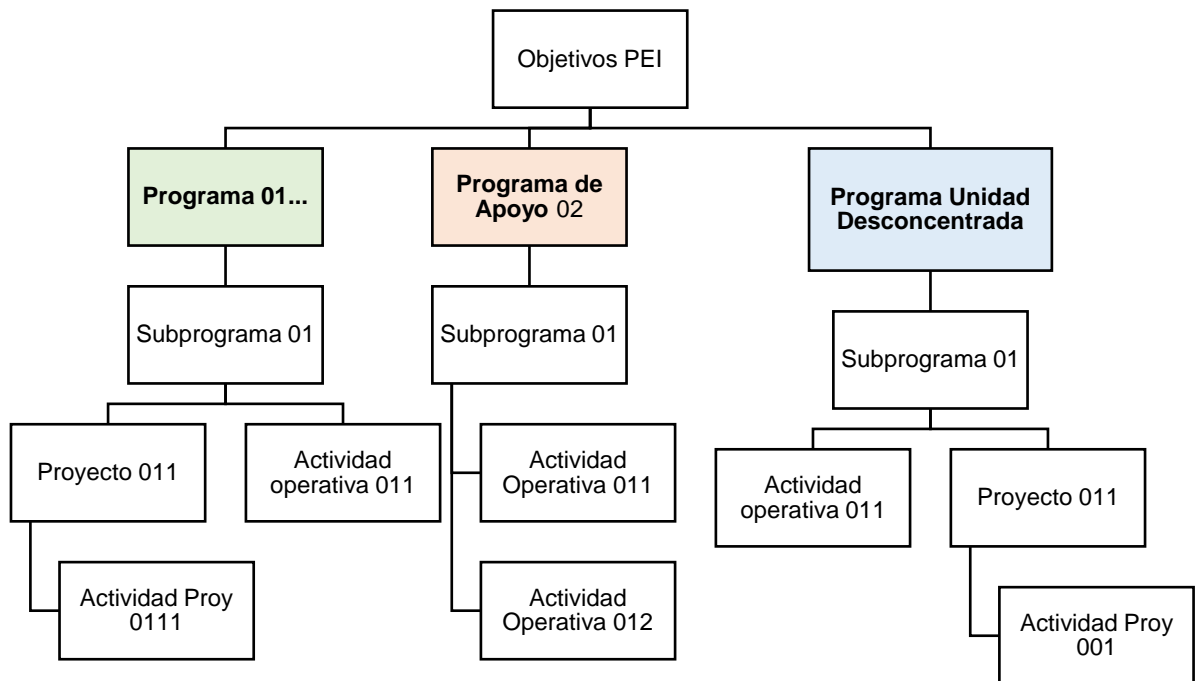 Objetivos PEI
Programa 01...
Programa de
Apoyo 02
Programa Unidad
Desconcentrada
Subprograma 01
Subprograma 01
Subprograma 01
Proyecto 011
Actividad
operativa 011
Actividad
Operativa 011
Actividad
operativa 011
Proyecto 011
Actividad Proy
0111
Actividad
Operativa 012
Actividad Proy
001